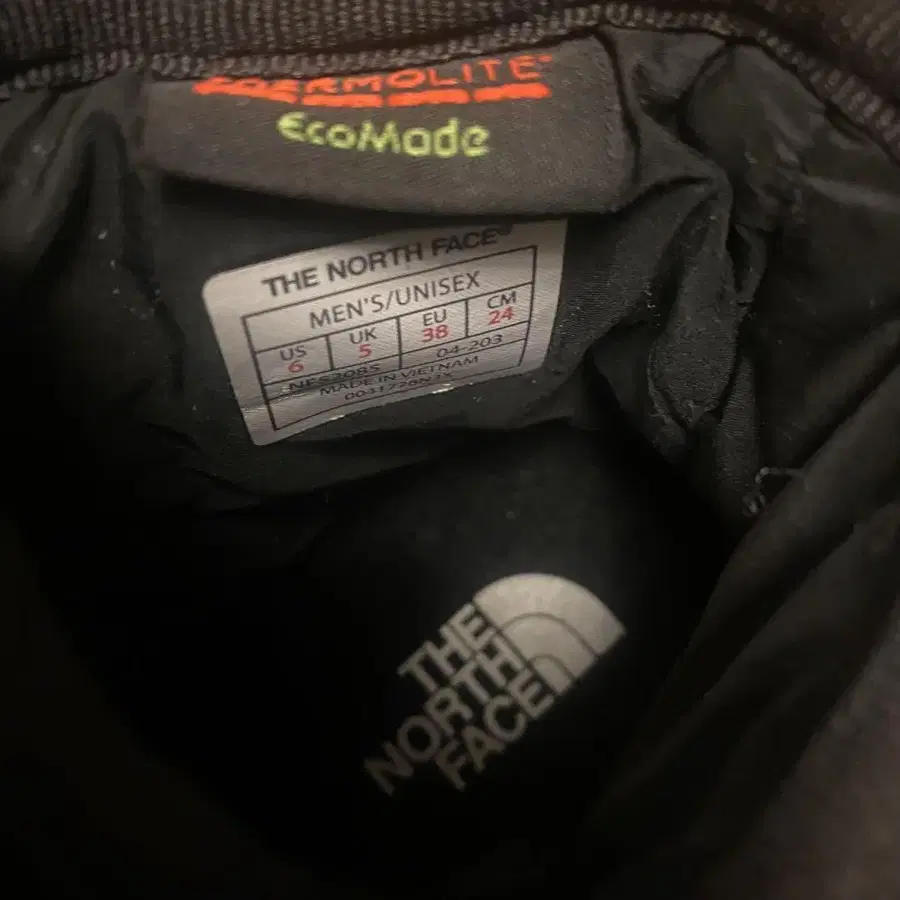 THERMOLITE®
EcoMade
THE NORTH FACE®
MEN'S/UNISEX
US UK EU CM
6 5 38 24
04-203
MADE IN VIETNAM
THE
NORTH
FACE